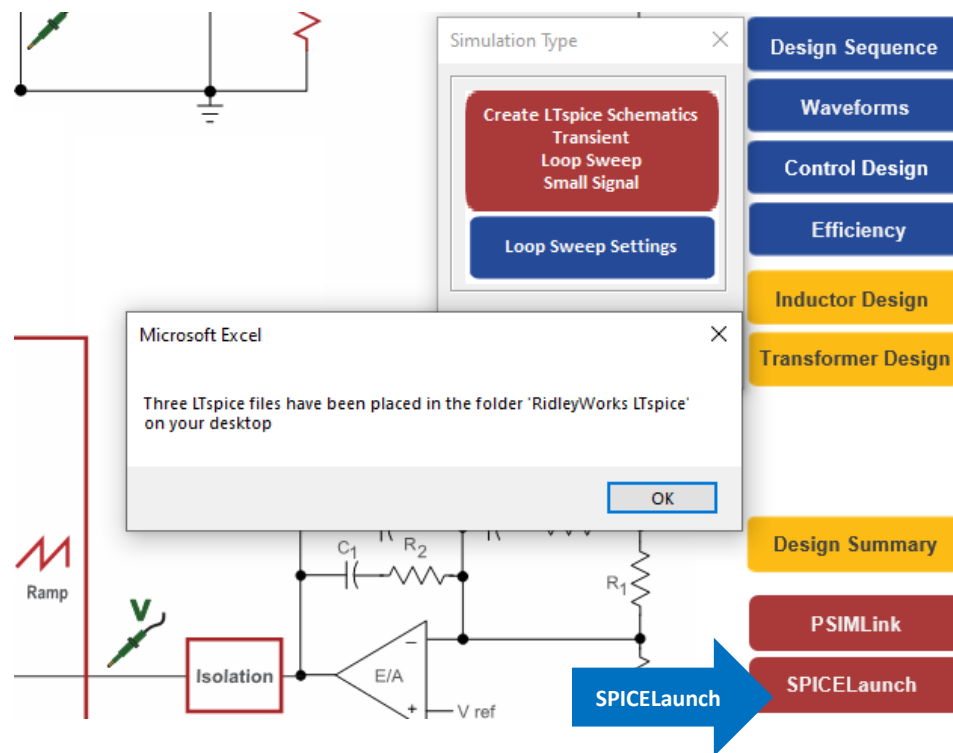 Simulation Type
Create LTspice Schematics
Transient
Loop Sweep
Small Signal
Loop Sweep Settings
Design Sequence
Waveforms
Control Design
Efficiency
Inductor Design
Transformer Design
Microsoft Excel
Three LTspice files have been placed in the folder 'RidleyWorks LTspice'
on your desktop
OK
Design Summary
PSIMLink
SPICELaunch
SPICELaunch
Ramp
V
Isolation
C1
R2
R1
E/A
−
+
V ref